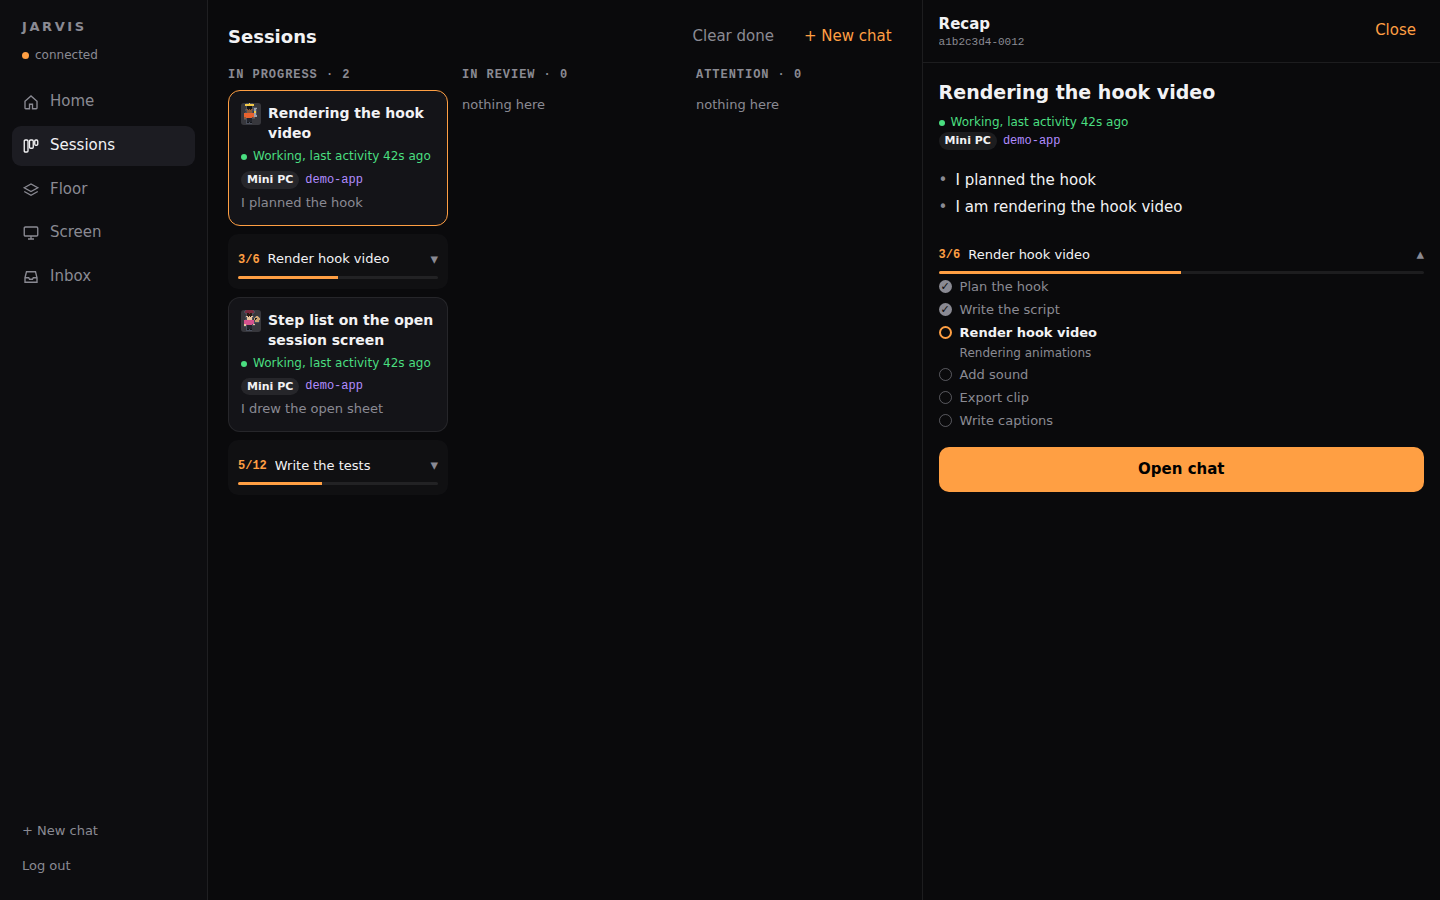 JARVIS
connected
Home
Sessions
Floor
Screen
Inbox
+ New chat
Log out
Sessions
Clear done
+ New chat
IN PROGRESS · 2
Rendering the hook
video
Working, last activity 42s ago
Mini PC demo-app
I planned the hook
3/6 Render hook video ▼
Step list on the open
session screen
Working, last activity 42s ago
Mini PC demo-app
I drew the open sheet
5/12 Write the tests ▼
IN REVIEW · 0
nothing here
ATTENTION · 0
nothing here
Recap
a1b2c3d4-0012
Close
Rendering the hook video
Working, last activity 42s ago
Mini PC demo-app
• I planned the hook
• I am rendering the hook video
3/6 Render hook video ▲
Plan the hook
Write the script
Render hook video
Rendering animations
Add sound
Export clip
Write captions
Open chat